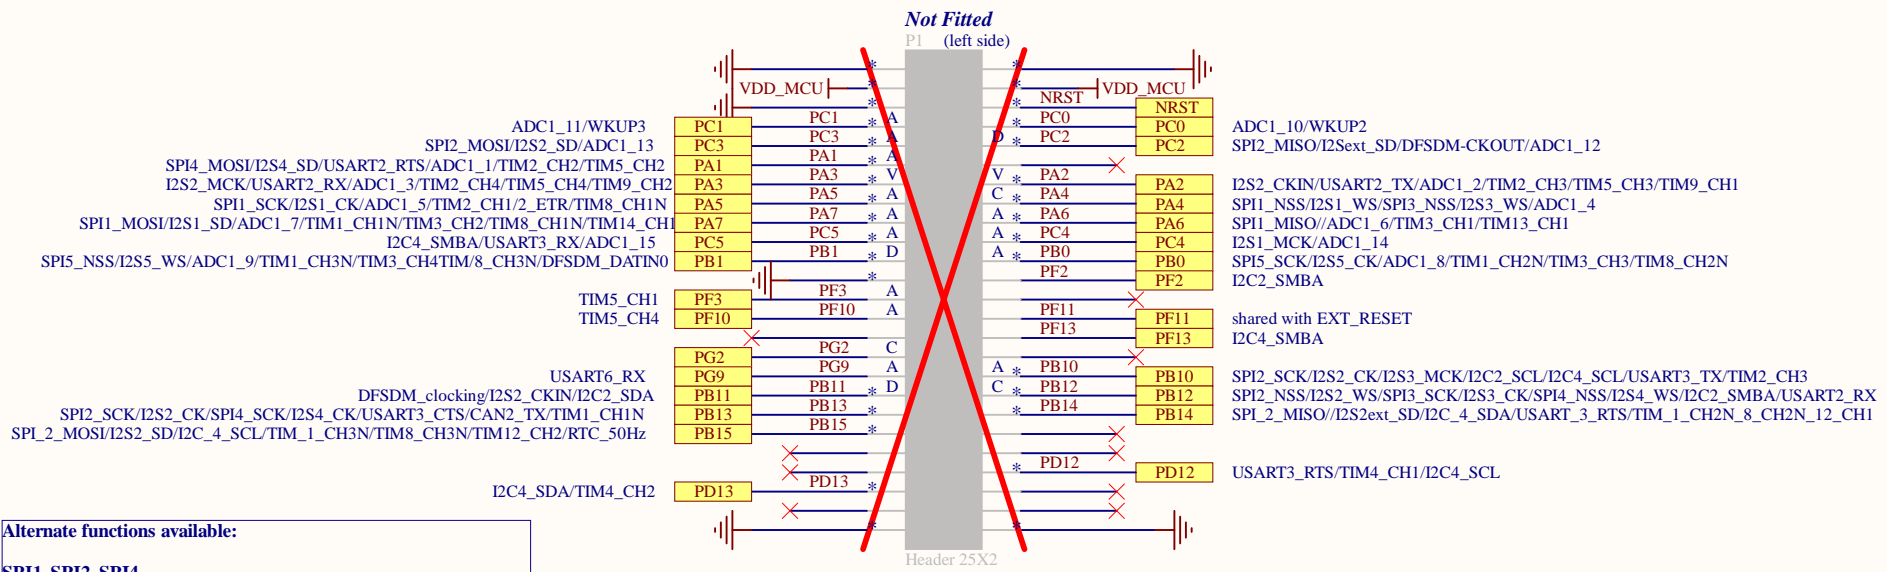 Not Fitted
P1 (left side)
* *
VDD_MCU * * VDD_MCU
* * NRST NRST
ADC1_11/WKUP3 PC1 PC1 * A * PC0 PC0 ADC1_10/WKUP2
SPI2_MOSI/I2S2_SD/ADC1_13 PC3 PC3 * A D * PC2 PC2 SPI2_MISO/I2Sext_SD/DFSDM-CKOUT/ADC1_12
SPI4_MOSI/I2S4_SD/USART2_RTS/ADC1_1/TIM2_CH2/TIM5_CH2 PA1 PA1 * A
I2S2_MCK/USART2_RX/ADC1_3/TIM2_CH4/TIM5_CH4/TIM9_CH2 PA3 PA3 * V V * PA2 PA2 I2S2_CKIN/USART2_TX/ADC1_2/TIM2_CH3/TIM5_CH3/TIM9_CH1
SPI1_SCK/I2S1_CK/ADC1_5/TIM2_CH1/2_ETR/TIM8_CH1N PA5 PA5 * A C * PA4 PA4 SPI1_NSS/I2S1_WS/SPI3_NSS/I2S3_WS/ADC1_4
SPI1_MOSI/I2S1_SD/ADC1_7/TIM1_CH1N/TIM3_CH2/TIM8_CH1N/TIM14_CH1 PA7 PA7 * A A * PA6 PA6 SPI1_MISO//ADC1_6/TIM3_CH1/TIM13_CH1
I2C4_SMBA/USART3_RX/ADC1_15 PC5 PC5 * A A * PC4 PC4 I2S1_MCK/ADC1_14
SPI5_NSS/I2S5_WS/ADC1_9/TIM1_CH3N/TIM3_CH4TIM/8_CH3N/DFSDM_DATIN0 PB1 PB1 * D A * PB0 PB0 SPI5_SCK/I2S5_CK/ADC1_8/TIM1_CH2N/TIM3_CH3/TIM8_CH2N
* PF2 PF2 I2C2_SMBA
TIM5_CH1 PF3 PF3 A
TIM5_CH4 PF10 PF10 A PF11 PF11 shared with EXT_RESET
PF13 PF13 I2C4_SMBA
PG2 PG2 C
USART6_RX PG9 PG9 A A * PB10 PB10 SPI2_SCK/I2S2_CK/I2S3_MCK/I2C2_SCL/I2C4_SCL/USART3_TX/TIM2_CH3
DFSDM_clocking/I2S2_CKIN/I2C2_SDA PB11 PB11 * D C * PB12 PB12 SPI2_NSS/I2S2_WS/SPI3_SCK/I2S3_CK/SPI4_NSS/I2S4_WS/I2C2_SMBA/USART2_RX
SPI2_SCK/I2S2_CK/SPI4_SCK/I2S4_CK/USART3_CTS/CAN2_TX/TIM1_CH1N PB13 PB13 * * PB14 PB14 SPI_2_MISO//I2S2ext_SD/I2C_4_SDA/USART_3_RTS/TIM_1_CH2N_8_CH2N_12_CH1
SPI_2_MOSI/I2S2_SD/I2C_4_SCL/TIM_1_CH3N/TIM8_CH3N/TIM12_CH2/RTC_50Hz PB15 PB15 *
* PD12 PD12 USART3_RTS/TIM4_CH1/I2C4_SCL
I2C4_SDA/TIM4_CH2 PD13 PD13 *
* *
Header 25X2
Alternate functions available:
SPI1, SPI2, SPI4